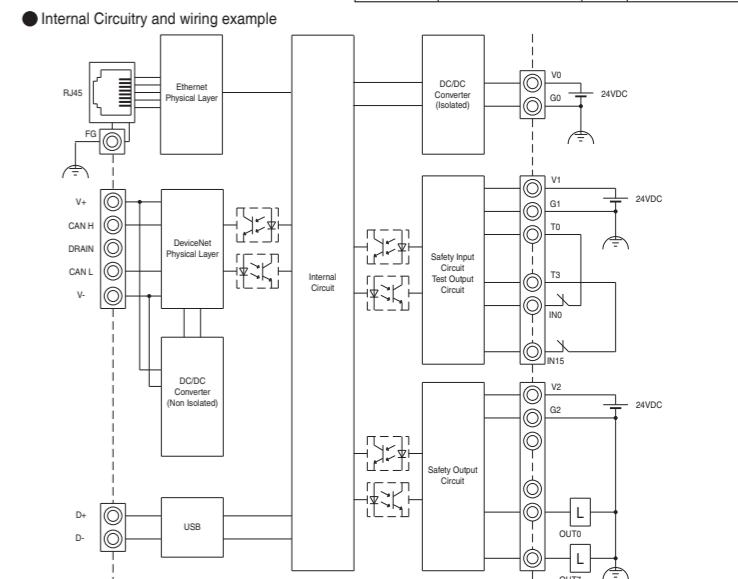 ● Internal Circuitry and wiring example
RJ45
Ethernet
Physical Layer
FG
V+
CAN H
DRAIN
CAN L
V-
DeviceNet
Physical Layer
DC/DC
Converter
(Non Isolated)
D+
D-
USB
Internal
Circuit
DC/DC
Converter
(Isolated)
V0
G0
24VDC
Safety Input
Circuit
Test Output
Circuit
V1
G1
T0
24VDC
T3
IN0
IN15
Safety Output
Circuit
V2
G2
24VDC
L
OUT0
L
OUT7